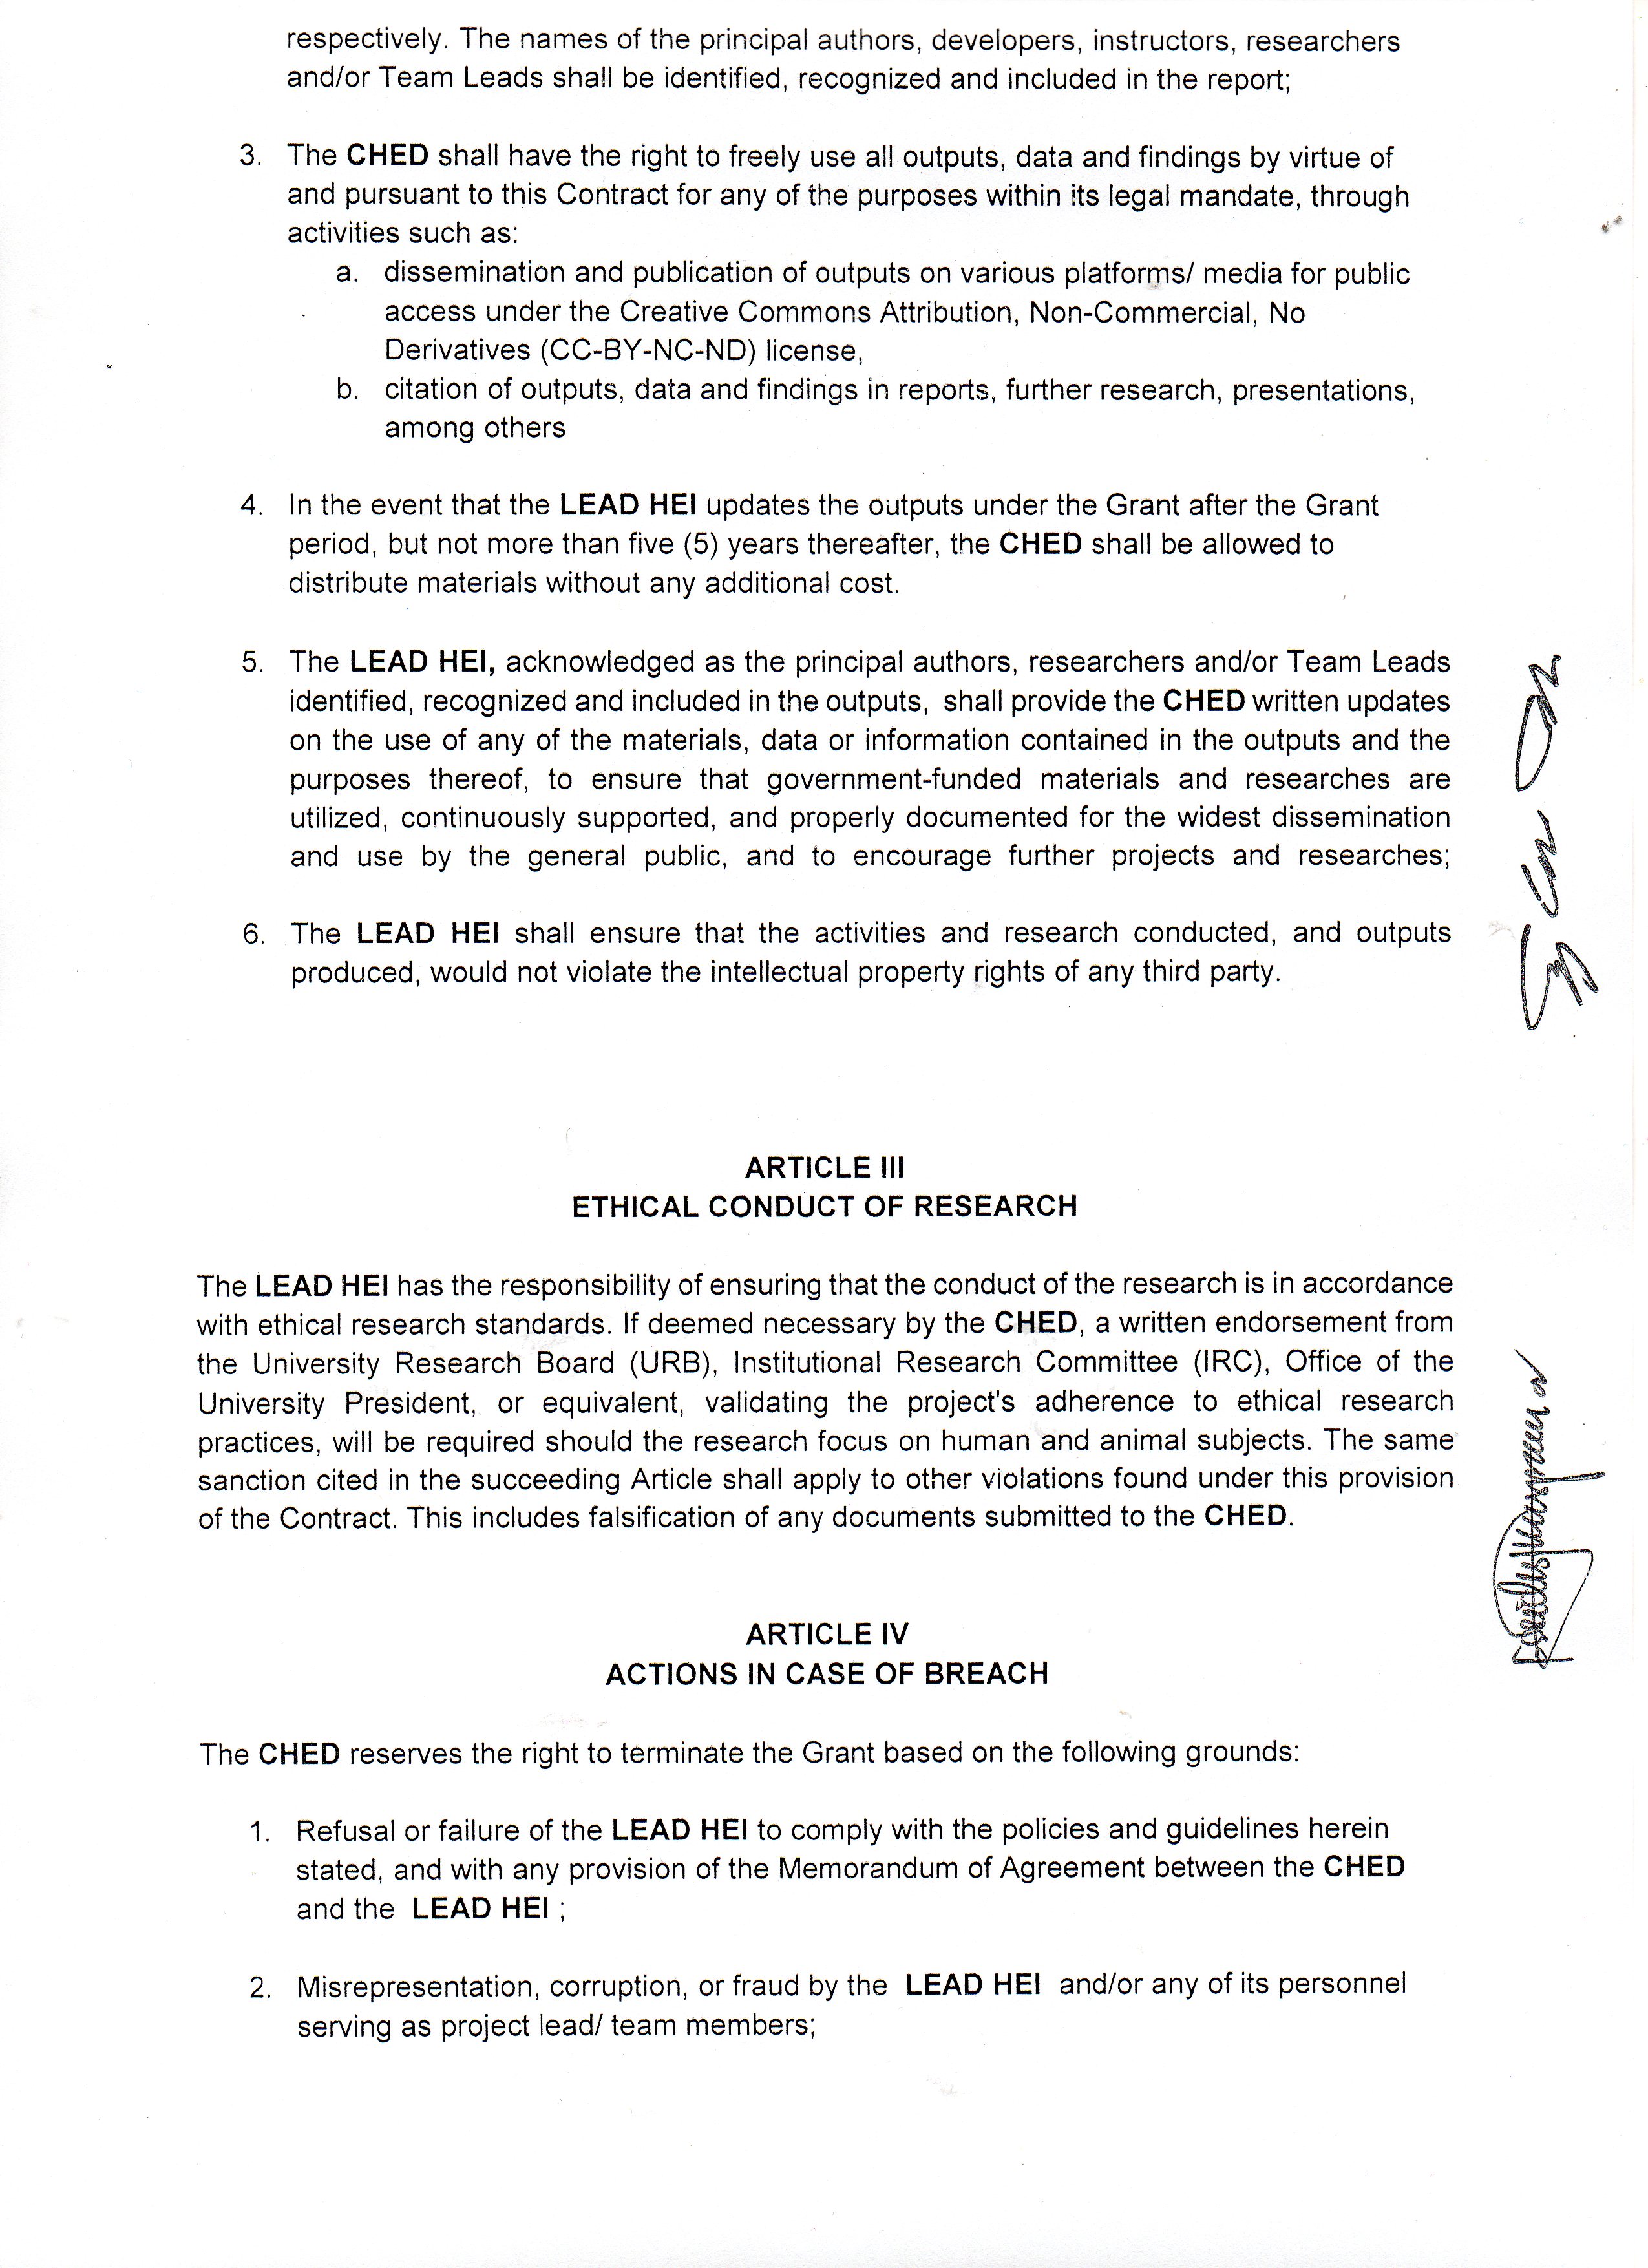 respectively. The names of the principal authors, developers, instructors, researchers
and/or Team Leads shall be identified, recognized and included in the report;
3. The CHED shall have the right to freely use all outputs, data and findings by virtue of
and pursuant to this Contract for any of the purposes within its legal mandate, through
activities such as:
a. dissemination and publication of outputs on various platforms/ media for public
access under the Creative Commons Attribution, Non-Commercial, No
Derivatives (CC-BY-NC-ND) license,
b. citation of outputs, data and findings in reports, further research, presentations,
among others
4. In the event that the LEAD HEI updates the outputs under the Grant after the Grant
period, but not more than five (5) years thereafter, the CHED shall be allowed to
distribute materials without any additional cost.
5. The LEAD HEI, acknowledged as the principal authors, researchers and/or Team Leads
identified, recognized and included in the outputs, shall provide the CHED written updates
on the use of any of the materials, data or information contained in the outputs and the
purposes thereof, to ensure that government-funded materials and researches are
utilized, continuously supported, and properly documented for the widest dissemination
and use by the general public, and to encourage further projects and researches;
6. The LEAD HEI shall ensure that the activities and research conducted, and outputs
produced, would not violate the intellectual property rights of any third party.
ARTICLE III
ETHICAL CONDUCT OF RESEARCH
The LEAD HEI has the responsibility of ensuring that the conduct of the research is in accordance
with ethical research standards. If deemed necessary by the CHED, a written endorsement from
the University Research Board (URB), Institutional Research Committee (IRC), Office of the
University President, or equivalent, validating the project's adherence to ethical research
practices, will be required should the research focus on human and animal subjects. The same
sanction cited in the succeeding Article shall apply to other violations found under this provision
of the Contract. This includes falsification of any documents submitted to the CHED.
ARTICLE IV
ACTIONS IN CASE OF BREACH
The CHED reserves the right to terminate the Grant based on the following grounds:
1. Refusal or failure of the LEAD HEI to comply with the policies and guidelines herein
stated, and with any provision of the Memorandum of Agreement between the CHED
and the LEAD HEI ;
2. Misrepresentation, corruption, or fraud by the LEAD HEI and/or any of its personnel
serving as project lead/ team members;